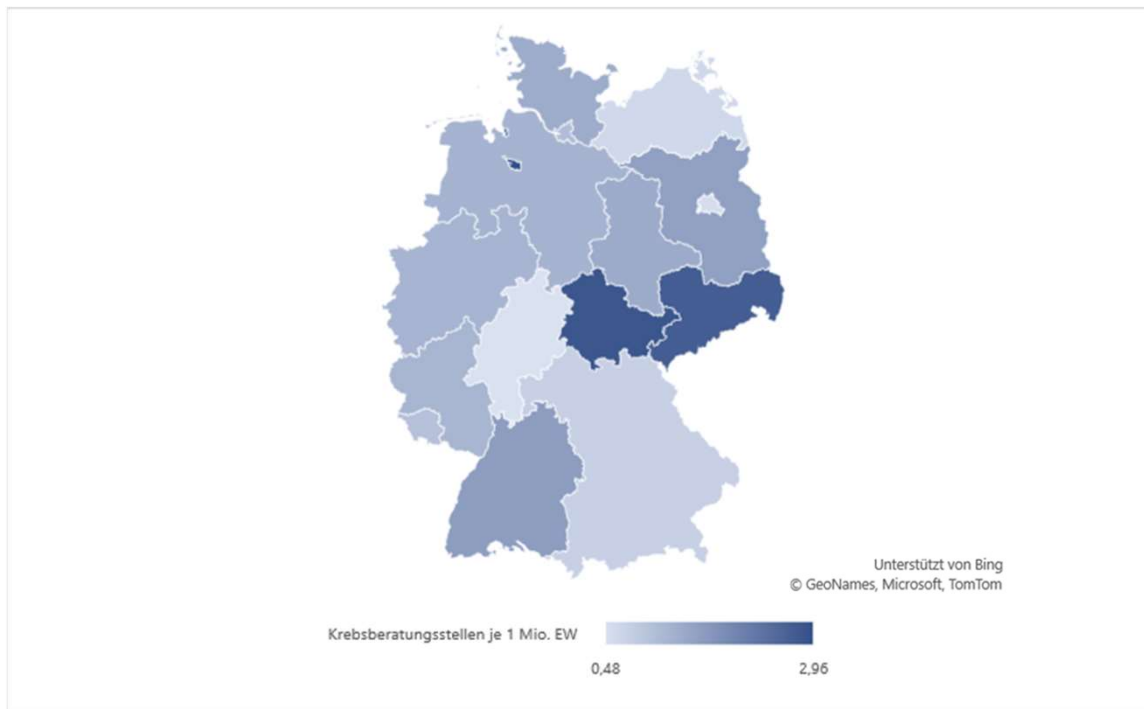 Unterstützt von Bing
© GeoNames, Microsoft, TomTom
Krebsberatungsstellen je 1 Mio. EW
0,48 2,96